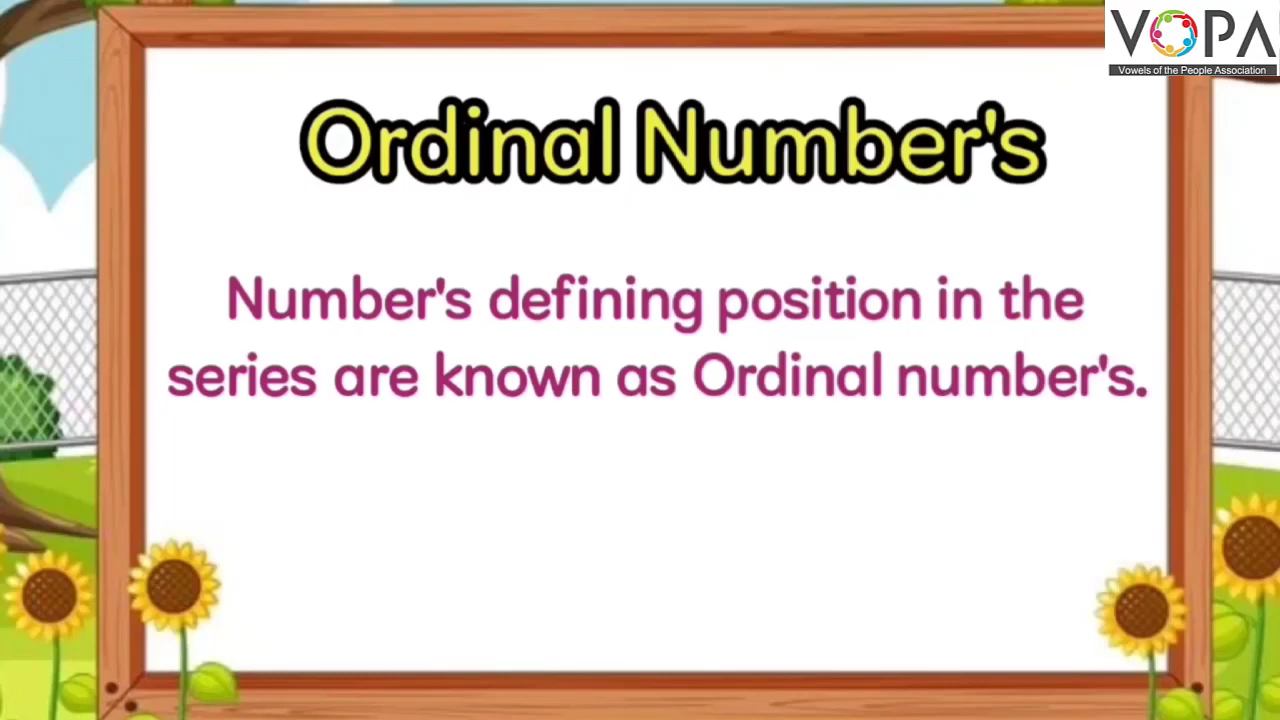 VOPA
Vowels of the People Association
Ordinal Number's
Number's defining position in the
series are known as Ordinal number's.